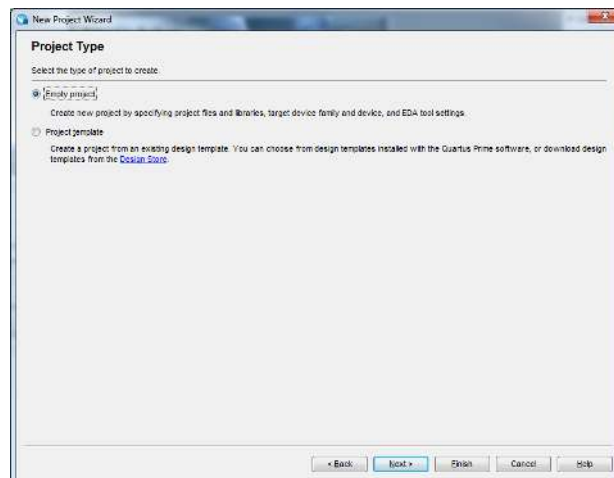 New Project Wizard
Project Type
Select the type of project to create.
Empty project
Create new project by specifying project files and libraries, target device family and device, and EDA tool settings.
Project template
Create a project from an existing design template. You can choose from design templates installed with the Quartus Prime software, or download design
templates from the Design Store.
< Back Next > Finish Cancel Help